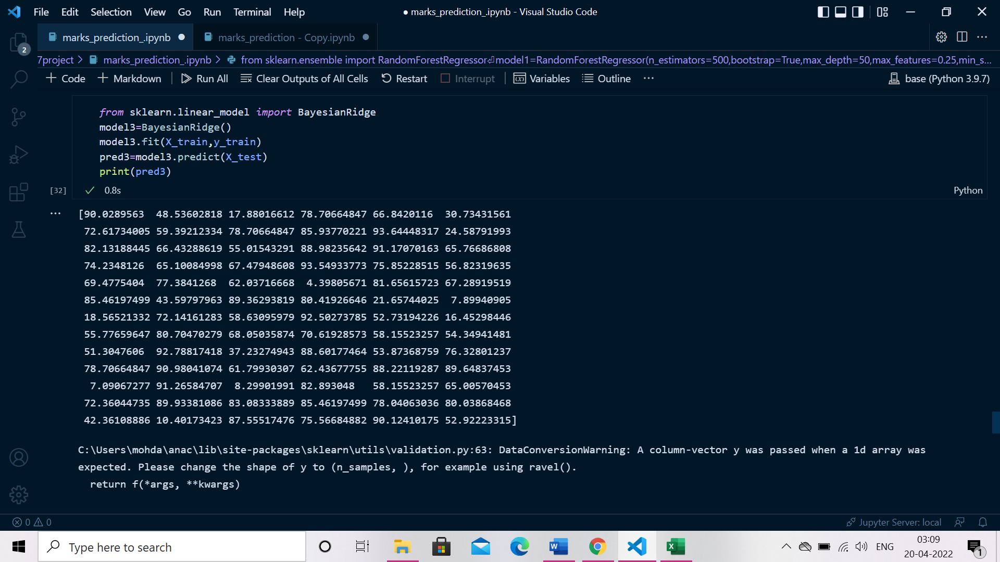 File Edit Selection View Go Run Terminal Help ● marks_prediction_.ipynb - Visual Studio Code
marks_prediction_.ipynb ● marks_prediction - Copy.ipynb ●
2
7project > marks_prediction_.ipynb > from sklearn.ensemble import RandomForestRegressor⏎model1=RandomForestRegressor(n_estimators=500,bootstrap=True,max_depth=50,max_features=0.25,min_s...
+ Code + Markdown Run All Clear Outputs of All Cells Restart Interrupt Variables Outline ... base (Python 3.9.7)
from sklearn.linear_model import BayesianRidge
model3=BayesianRidge()
model3.fit(X_train,y_train)
pred3=model3.predict(X_test)
print(pred3)
[32] ✓ 0.8s Python
... [90.0289563 48.53602818 17.88016612 78.70664847 66.8420116 30.73431561
72.61734005 59.39212334 78.70664847 85.93770221 93.64448317 24.58791993
82.13188445 66.43288619 55.01543291 88.98235642 91.17070163 65.76686808
74.2348126 65.10084998 67.47948608 93.54933773 75.85228515 56.82319635
69.4775404 77.3841268 62.03716668 4.39805671 81.65615723 67.28919519
85.46197499 43.59797963 89.36293819 80.41926646 21.65744025 7.89940905
18.56521332 72.14161283 58.63095979 92.50273785 52.73194226 16.45298446
55.77659647 80.70470279 68.05035874 70.61928573 58.15523257 54.34941481
51.3047606 92.78817418 37.23274943 88.60177464 53.87368759 76.32801237
78.70664847 90.98041074 61.79930307 62.43677755 88.22119287 89.64837453
7.09067277 91.26584707 8.29901991 82.893048 58.15523257 65.00570453
72.36044735 89.93381086 83.08333889 85.46197499 78.04063036 80.03868468
42.36108886 10.40173423 87.55517476 75.56684882 90.12410175 52.92223315]
C:\Users\mohda\anac\lib\site-packages\sklearn\utils\validation.py:63: DataConversionWarning: A column-vector y was passed when a 1d array was
expected. Please change the shape of y to (n_samples, ), for example using ravel().
return f(*args, **kwargs)
0 0 Jupyter Server: local
Type here to search ENG 03:09
20-04-2022 1